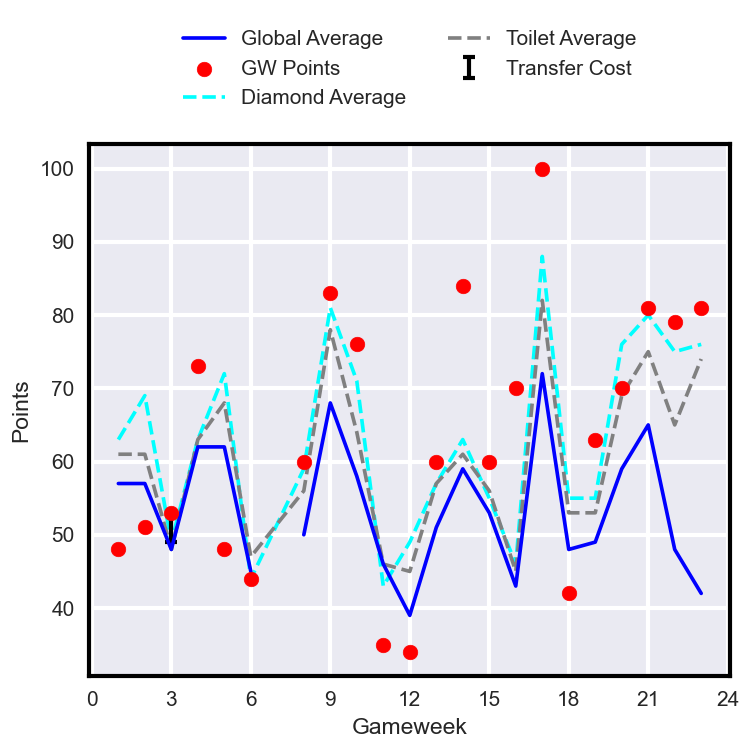 Global Average
GW Points
Diamond Average
Toilet Average
Transfer Cost
100
90
80
70
60
50
40
Points
0 3 6 9 12 15 18 21 24
Gameweek